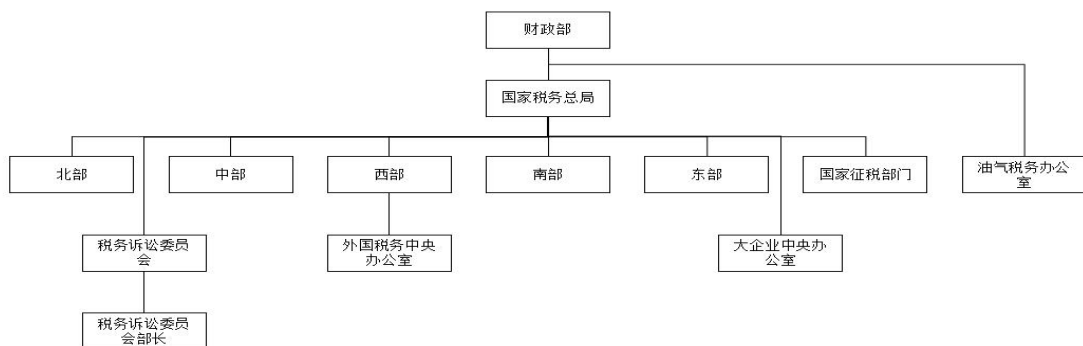 财政部
国家税务总局
北部
中部
西部
南部
东部
国家征税部门
油气税务办公
室
税务诉讼委员
会
外国税务中央
办公室
大企业中央办
公室
税务诉讼委员
会部长